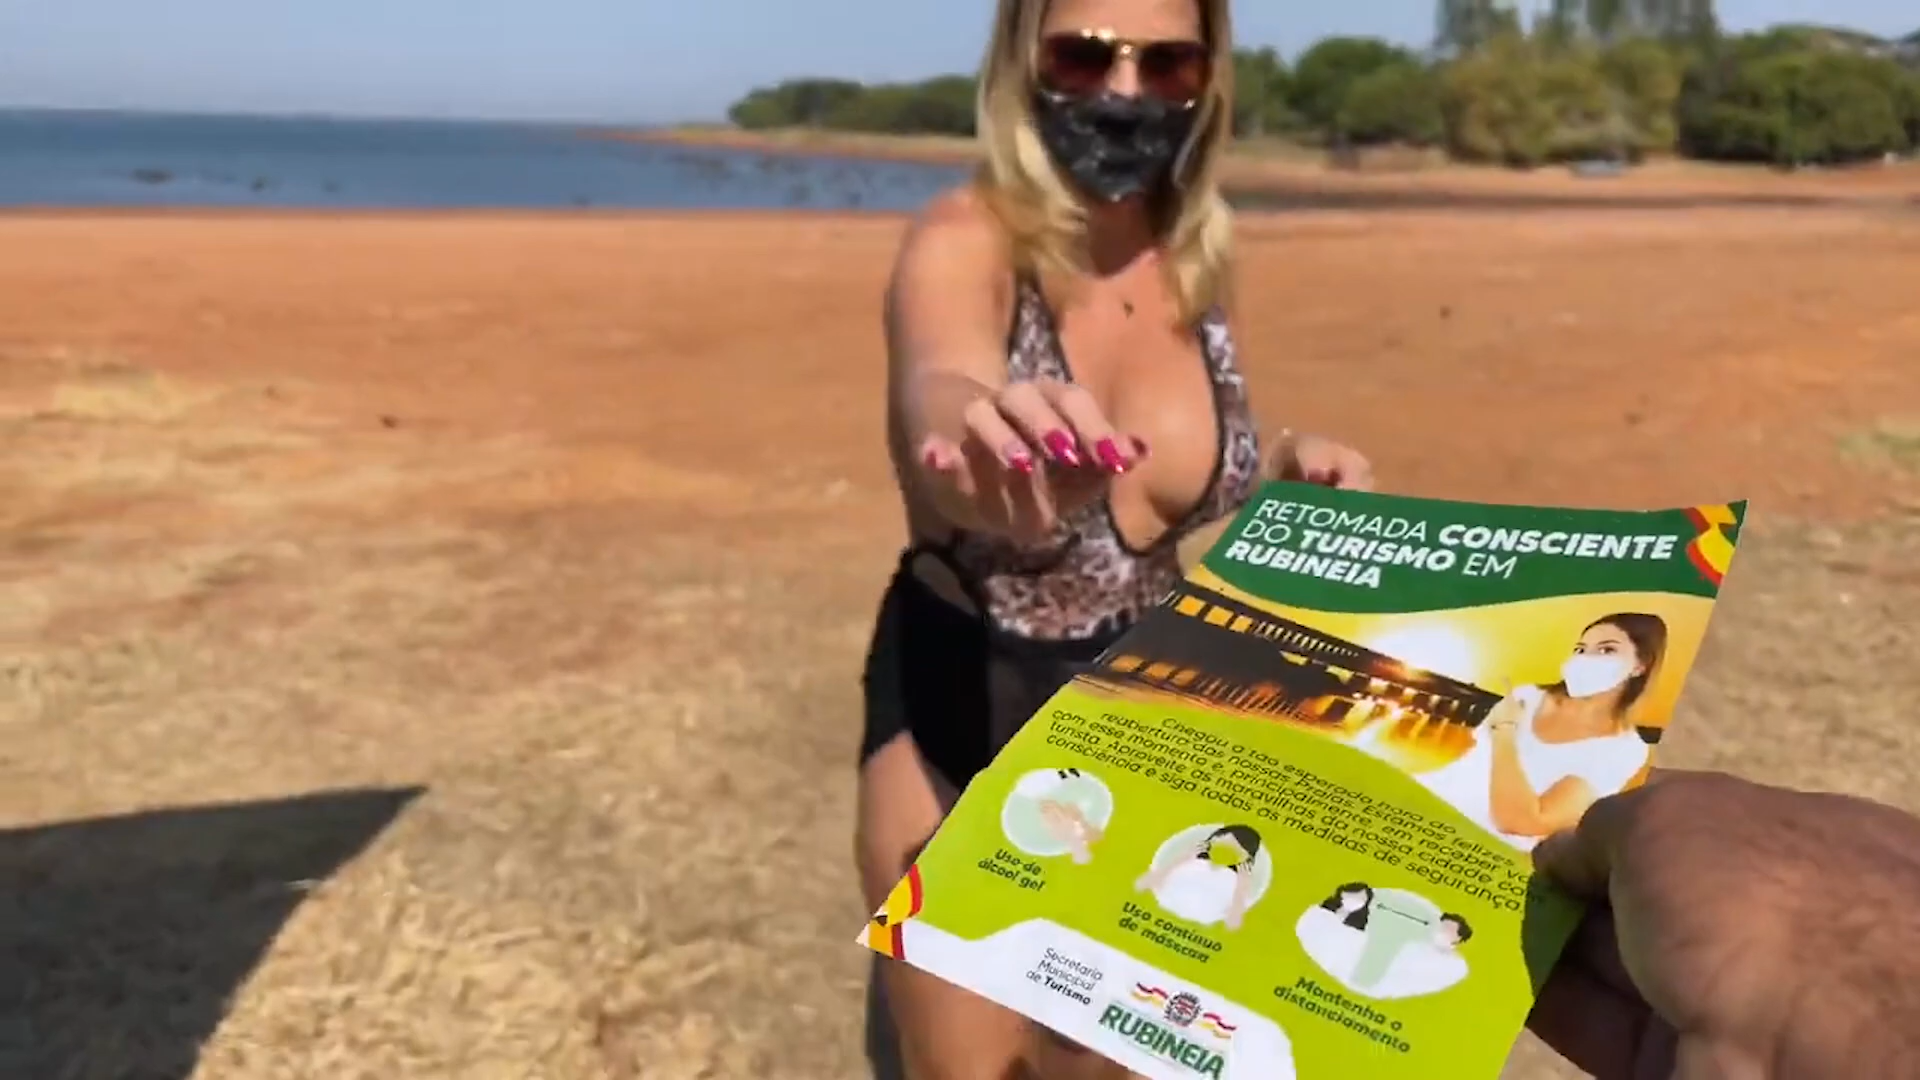 RETOMADA CONSCIENTE
DO TURISMO EM
RUBINEIA
Chegou a tão esperada hora da
reabertura das nossas Praias. Estamos felizes
com esse momento e, principalmente, em receber
turista. Aproveite as maravilhas da nossa cidade com
consciência e siga todas as medidas de segurança.
Uso de
álcool gel
Uso contínuo
de máscara
Mantenha o
distanciamento
Secretaria
Municipal
de Turismo
RUBINEIA